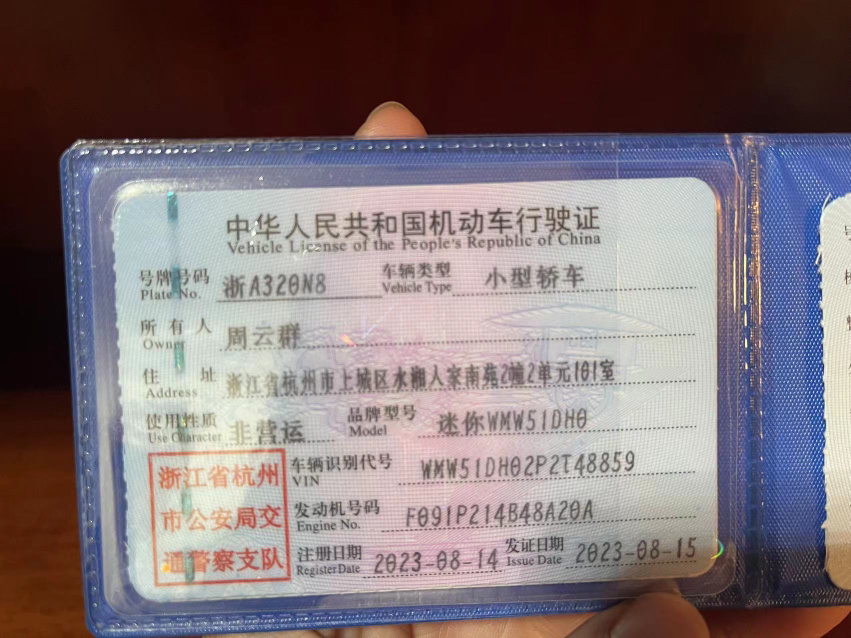 中华人民共和国机动车行驶证
Vehicle License of the People's Republic of China
号牌号码 浙A320N8 车辆类型 小型轿车
Plate No. Vehicle Type
所有人 周云群
Owner
住址 浙江省杭州市上城区水湘人家南苑2幢2单元101室
Address
使用性质 非营运 品牌型号 迷你WMW51DH0
Use Character Model
浙江省杭州
市公安局交
通警察支队
车辆识别代号 WMW51DH02P2T48859
VIN
发动机号码 F091P214B48A20A
Engine No.
注册日期 2023-08-14 发证日期 2023-08-15
Register Date Issue Date